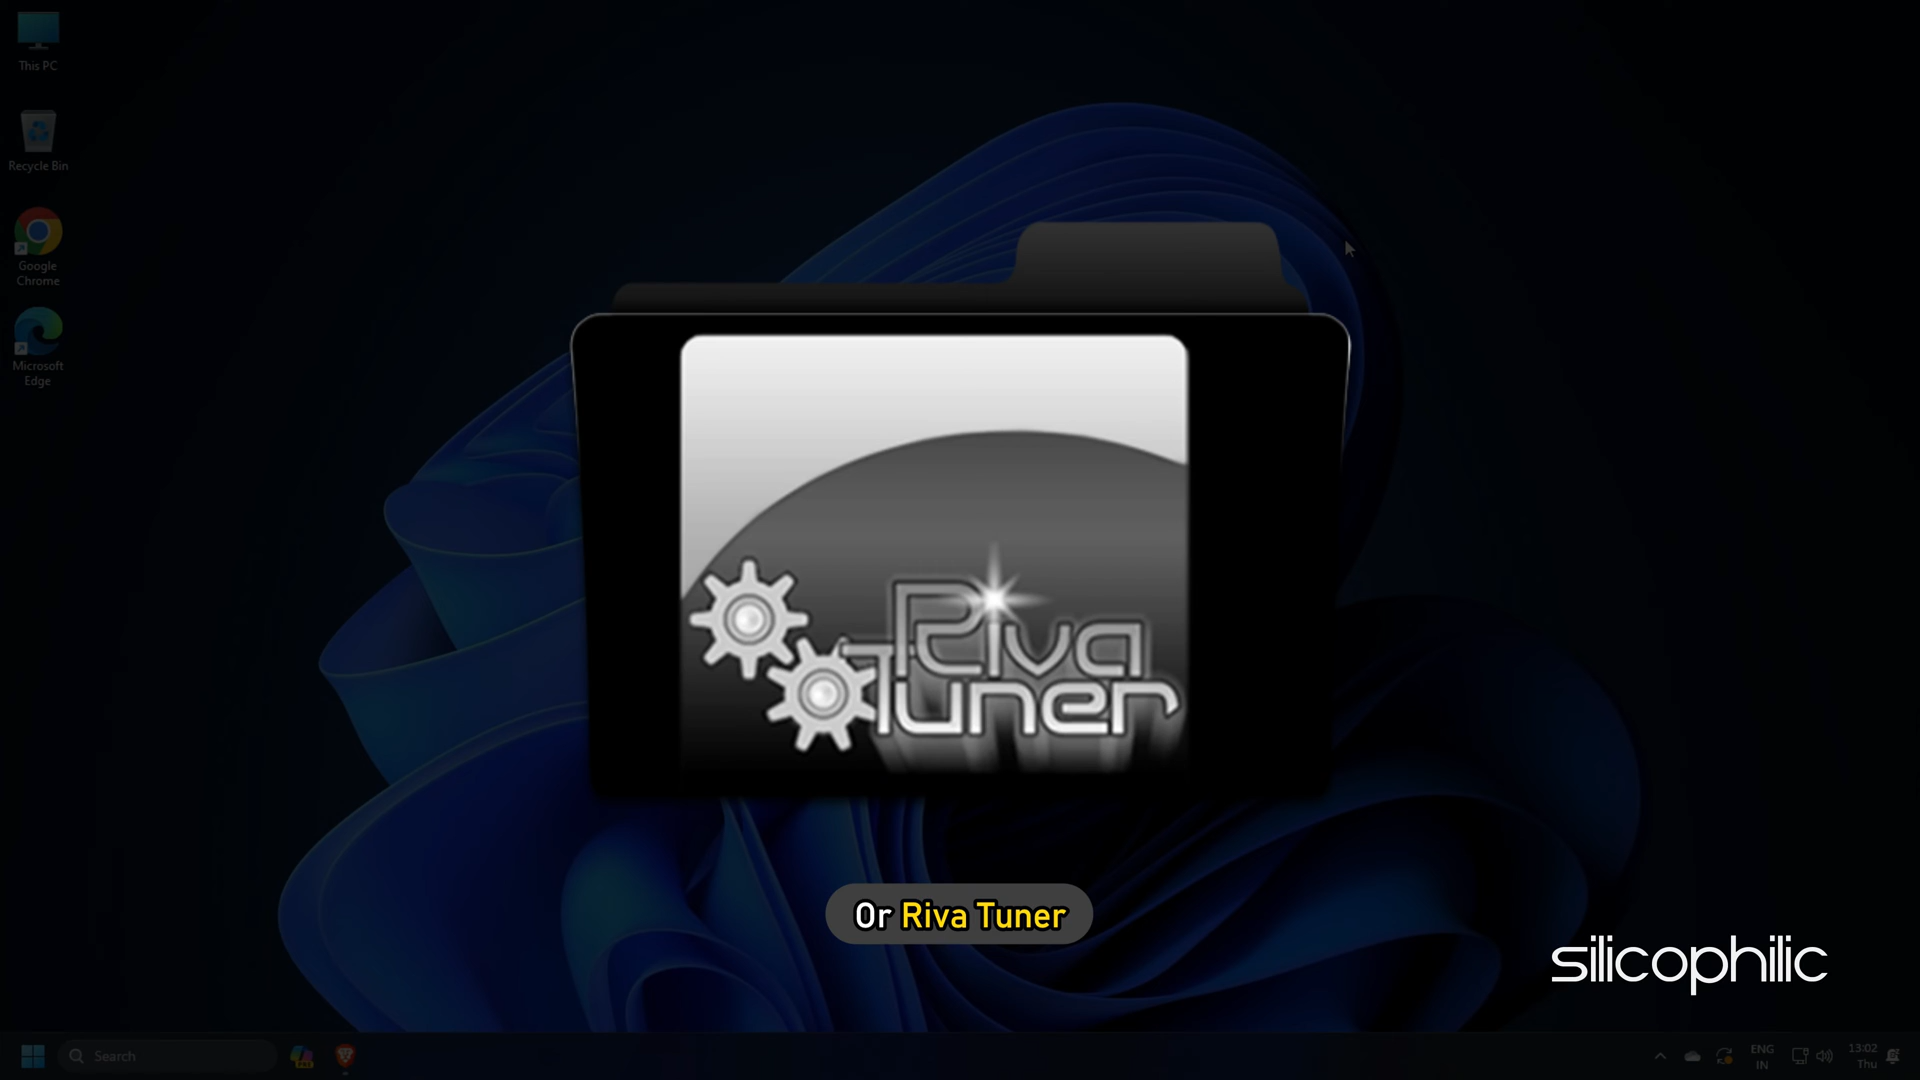 This PC
Recycle Bin
Google
Chrome
Microsoft
Edge
Riva
Tuner
Or Riva Tuner
silicophilic
Search
ENG
IN
13:02
Thu